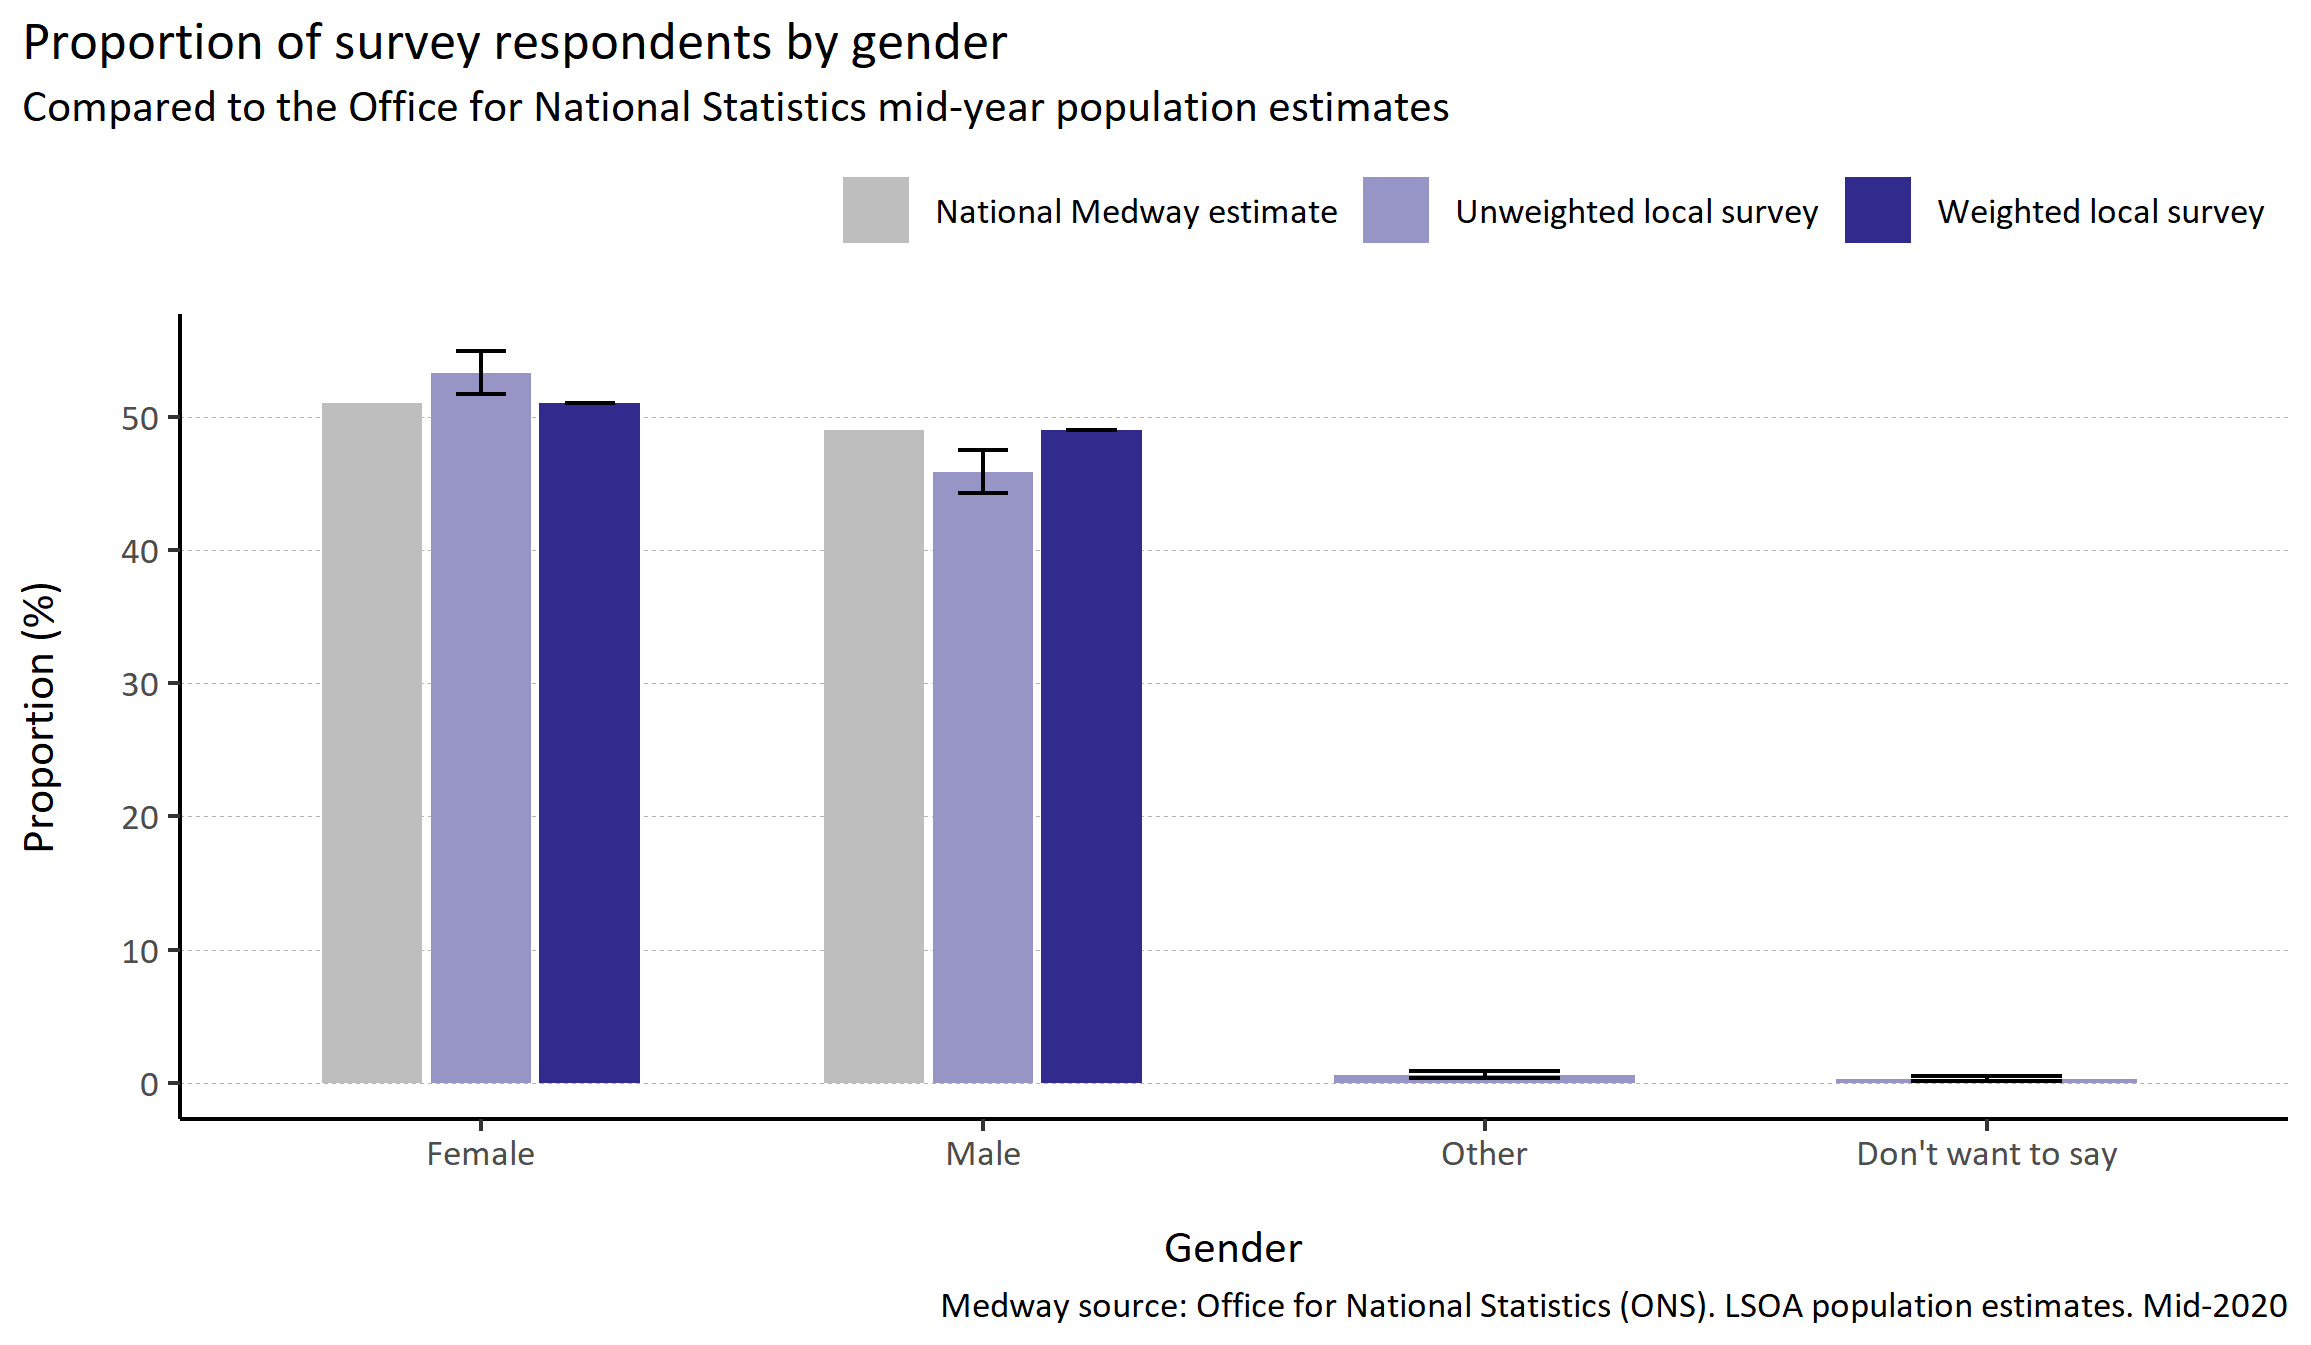 Proportion of survey respondents by gender
Compared to the Office for National Statistics mid-year population estimates
National Medway estimate Unweighted local survey Weighted local survey
Proportion (%)
50
40
30
20
10
0
Female Male Other Don't want to say
Gender
Medway source: Office for National Statistics (ONS). LSOA population estimates. Mid-2020